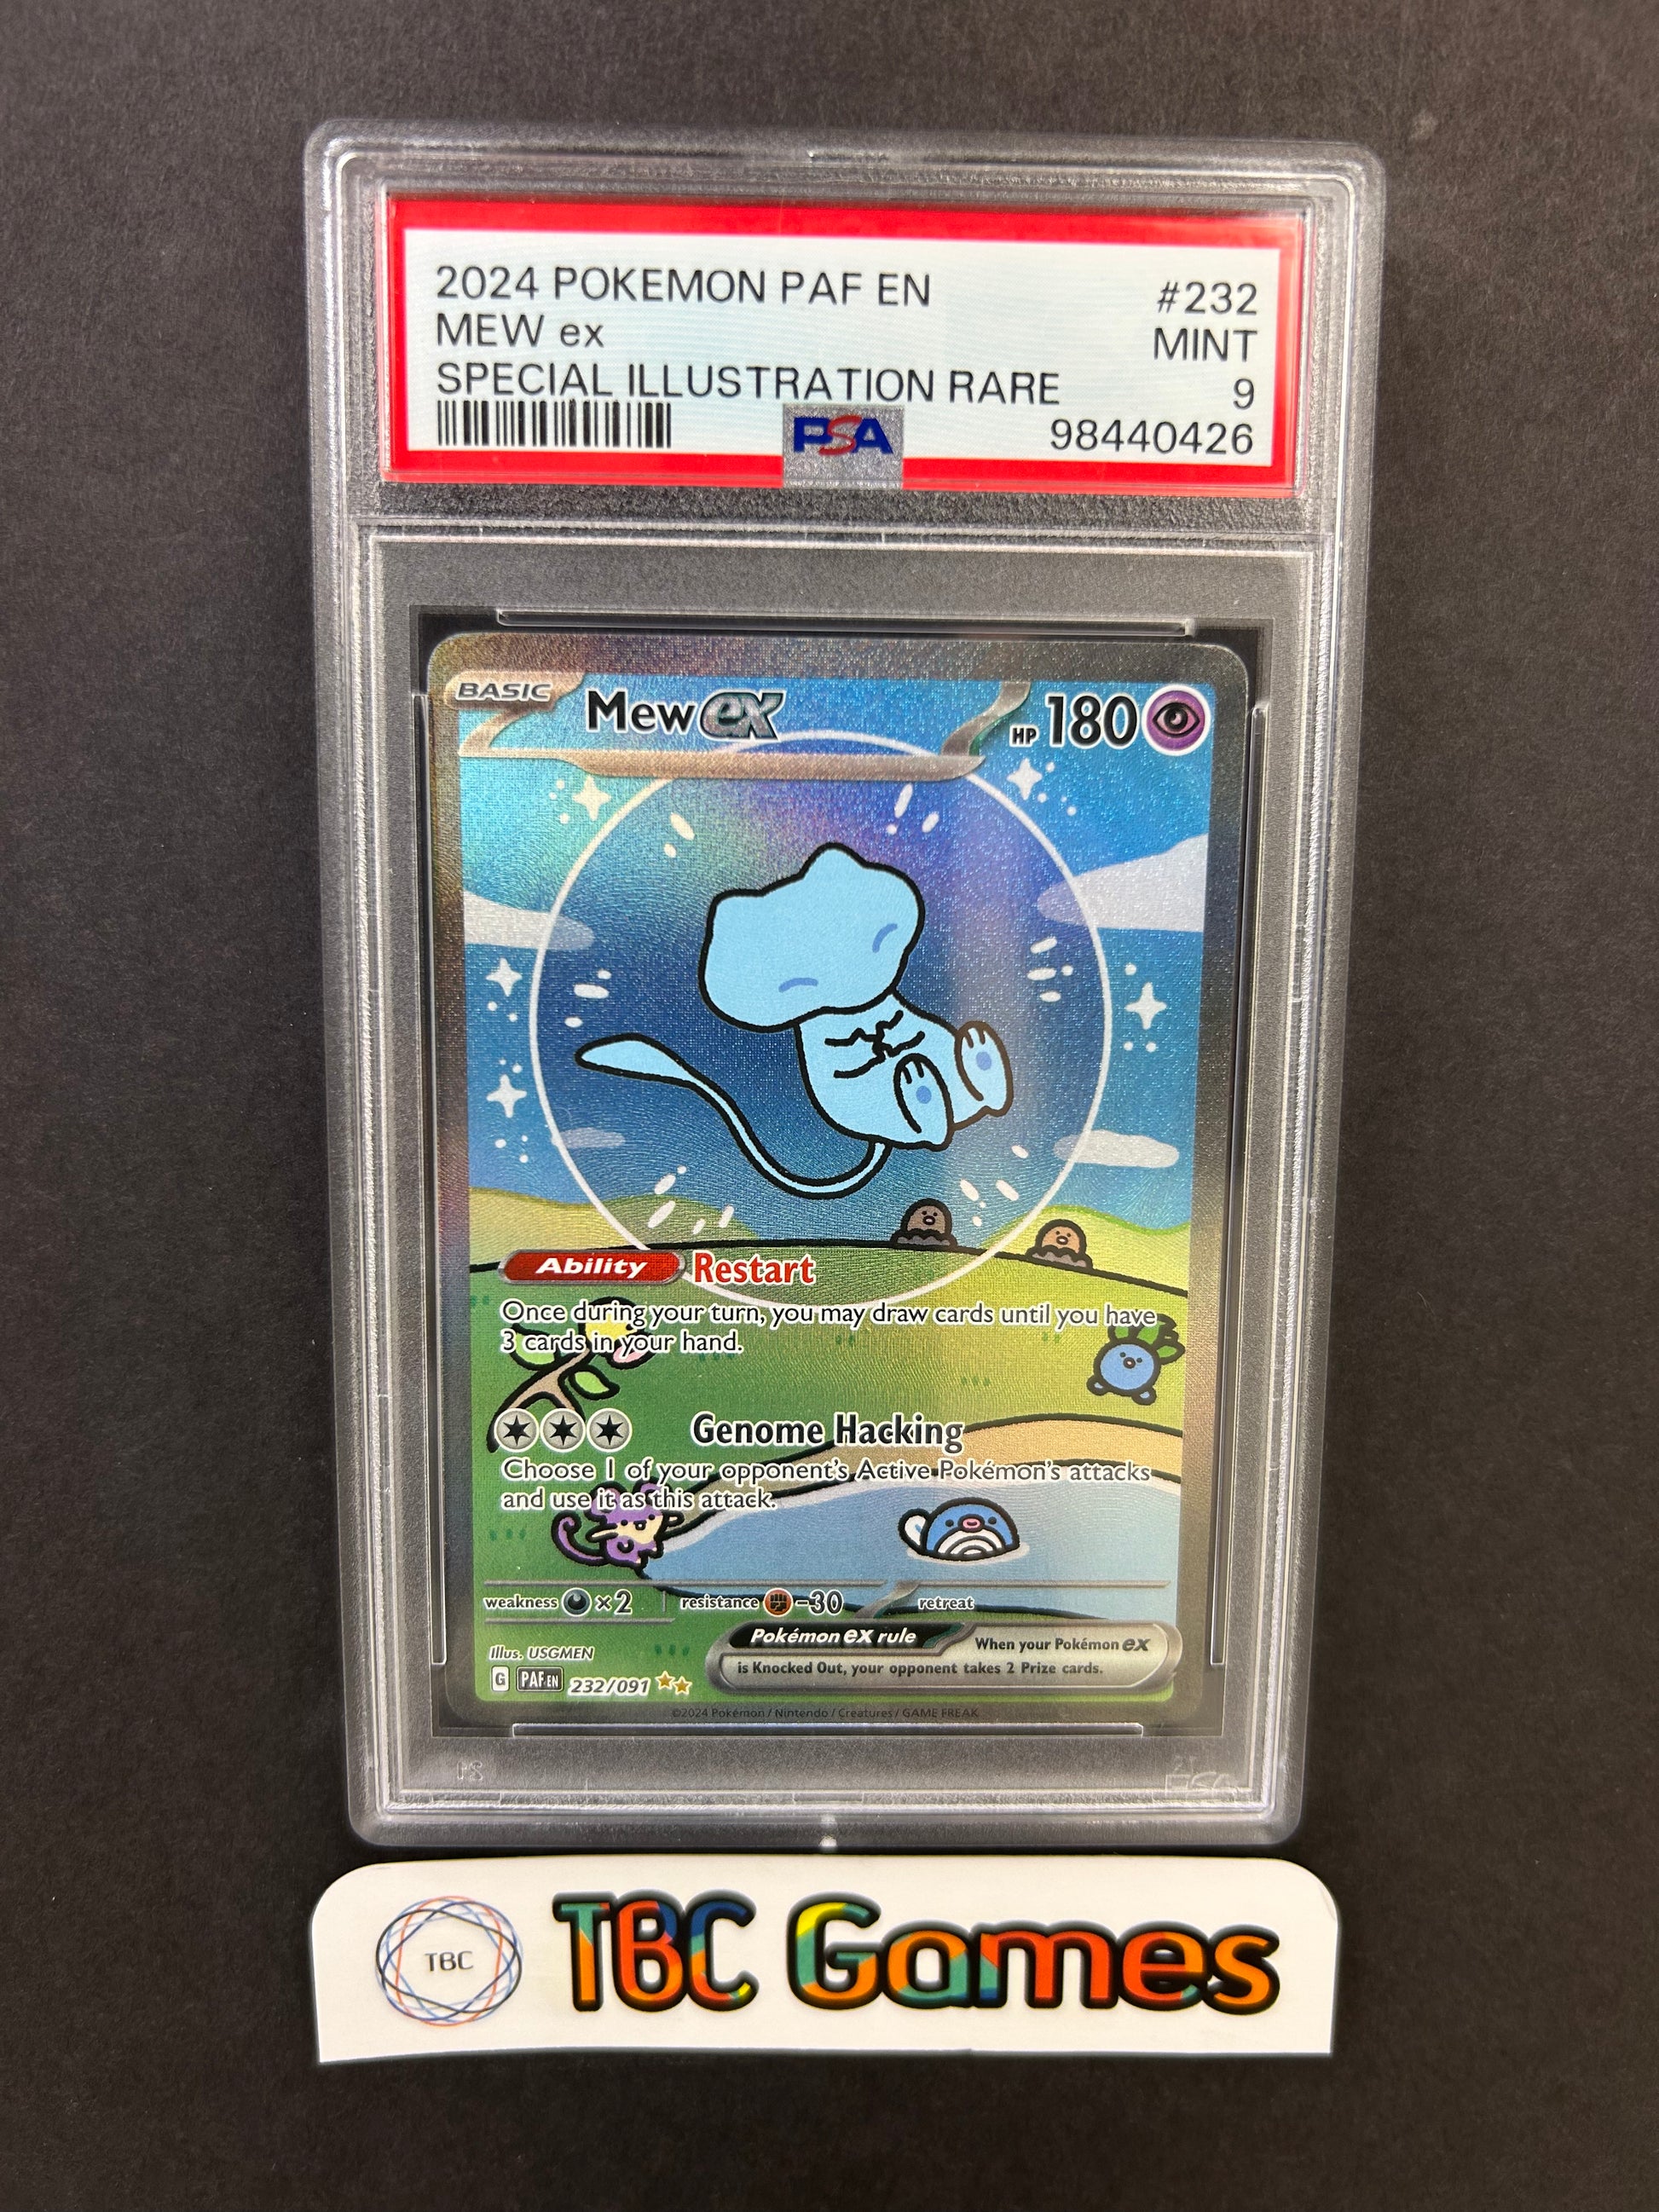 2024 POKEMON PAF EN #232
MEW ex MINT
SPECIAL ILLUSTRATION RARE 9
PSA 98440426
BASIC Mew ex HP 180
Ability Restart
Once during your turn, you may draw cards until you have
3 cards in your hand.
Genome Hacking
Choose 1 of your opponent's Active Pokémon's attacks
and use it as this attack.
weakness ×2 resistance -30 retreat
Pokémon ex rule When your Pokémon ex
is Knocked Out, your opponent takes 2 Prize cards.
Illus. USGMEN
G PAF EN 232/091
©2024 Pokémon / Nintendo / Creatures / GAME FREAK
TBC TBC Games